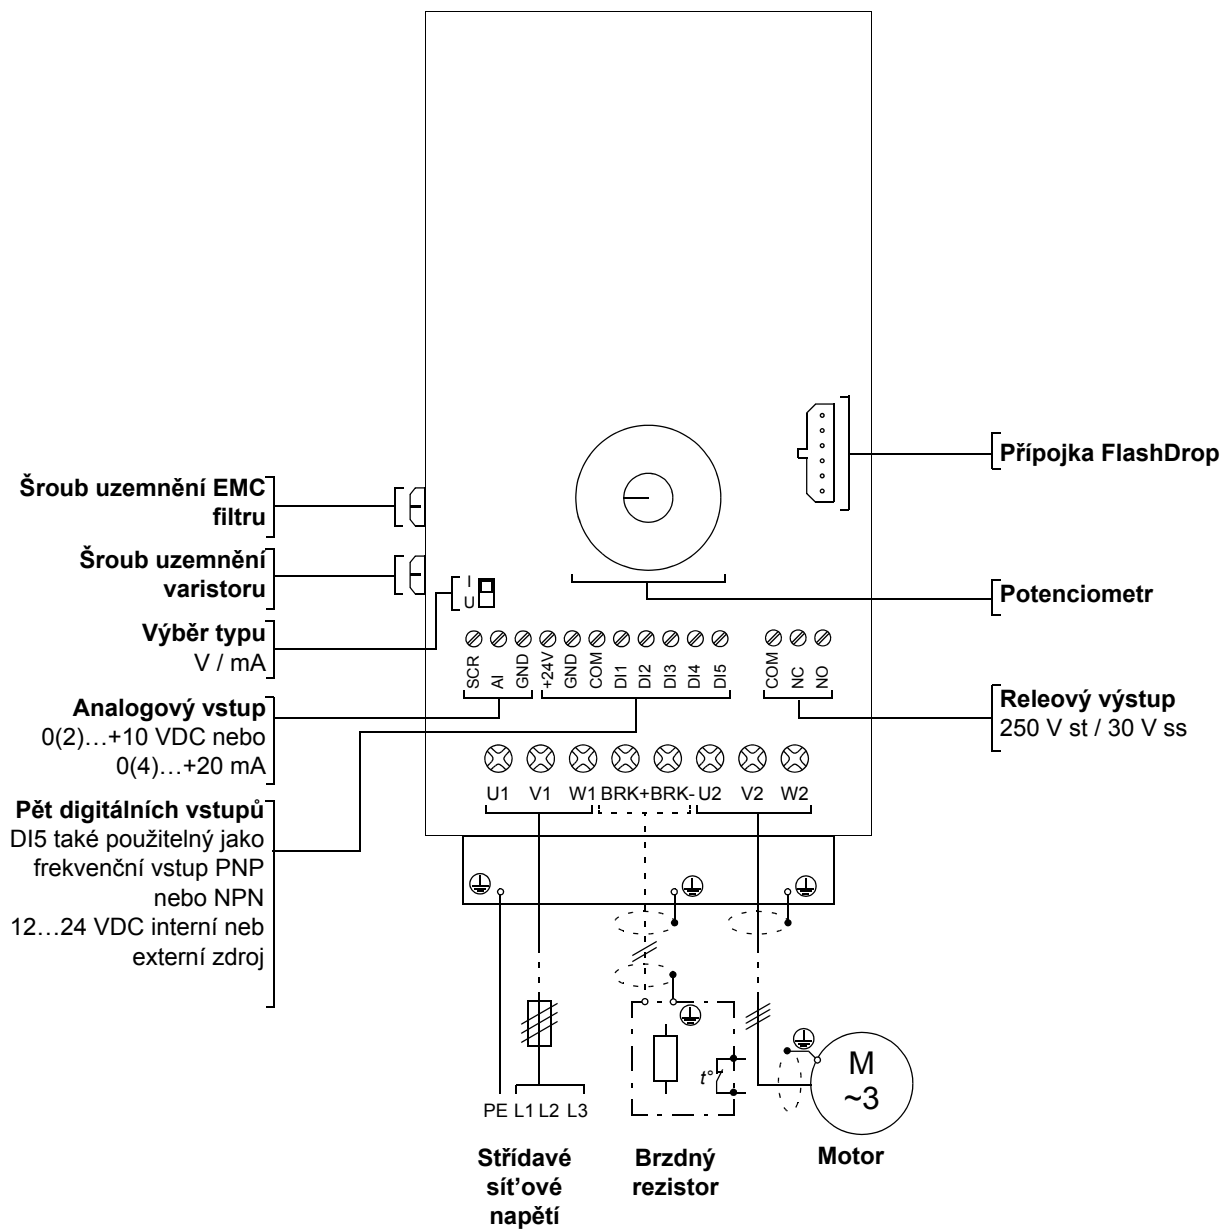 Přípojka FlashDrop
Šroub uzemnění EMC
filtru
Šroub uzemnění
varistoru
Potenciometr
I
U
Výběr typu
V / mA
SCR AI GND +24V GND COM DI1 DI2 DI3 DI4 DI5 COM NC NO
Analogový vstup
0(2)…+10 VDC nebo
0(4)…+20 mA
Releový výstup
250 V st / 30 V ss
U1 V1 W1 BRK+ BRK- U2 V2 W2
Pět digitálních vstupů
DI5 také použitelný jako
frekvenční vstup PNP
nebo NPN
12…24 VDC interní neb
externí zdroj
t°
M
~3
PE L1 L2 L3
Střídavé
síťové
napětí
Brzdný
rezistor
Motor